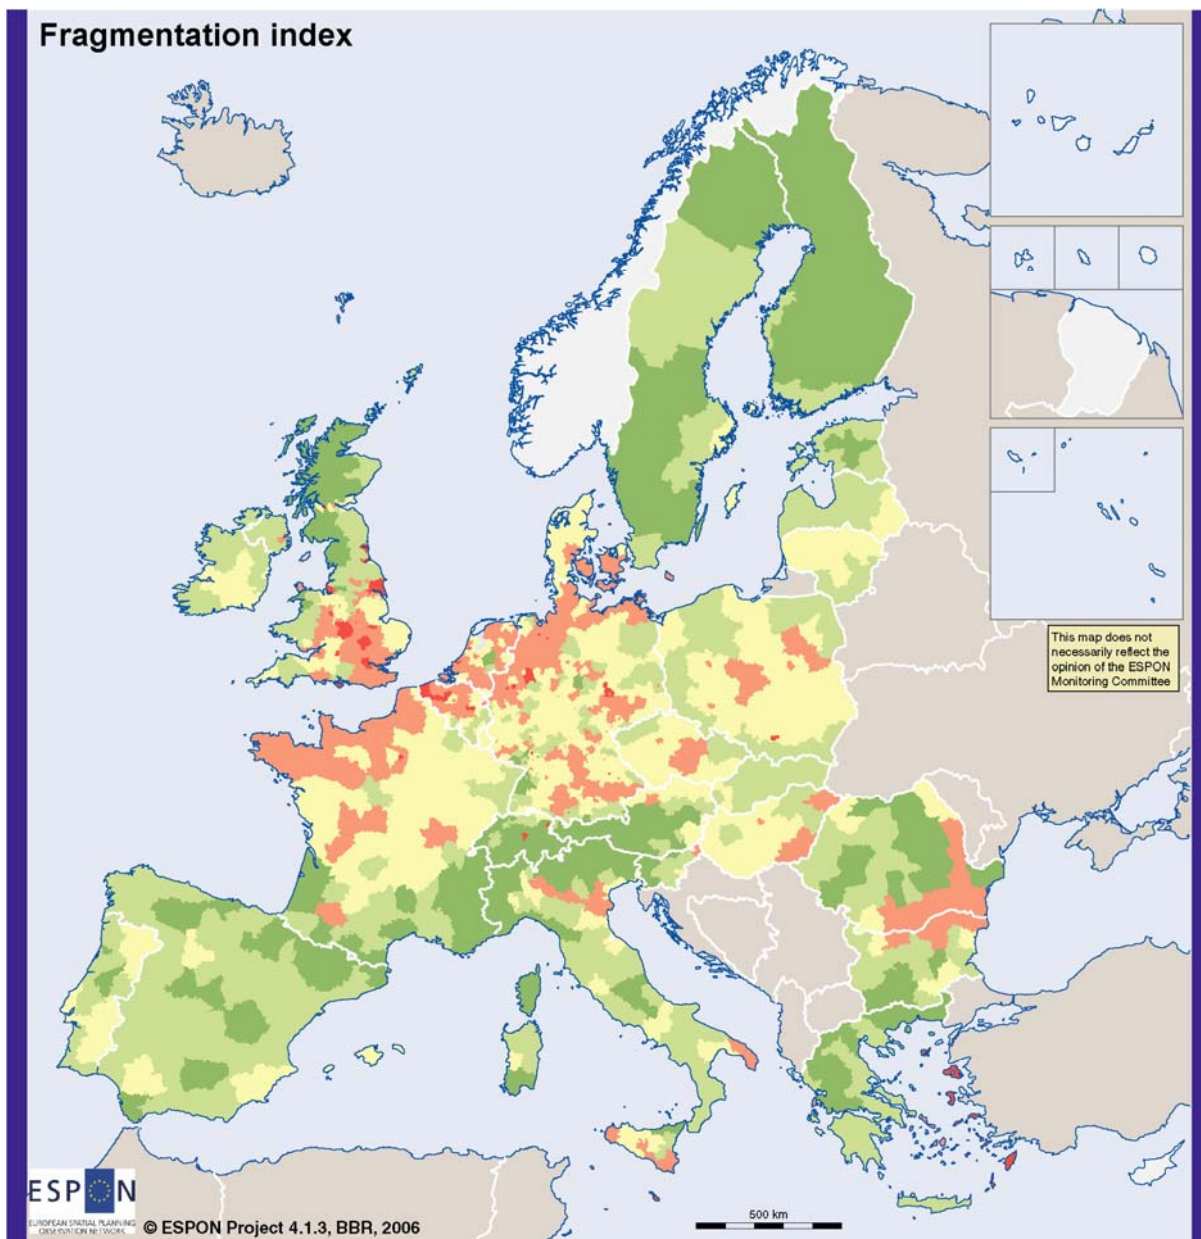 Fragmentation index
This map does not
necessarily reflect the
opinion of the ESPON
Monitoring Committee
ESPON
EUROPEAN SPATIAL PLANNING
OBSERVATION NETWORK
© ESPON Project 4.1.3, BBR, 2006
500 km